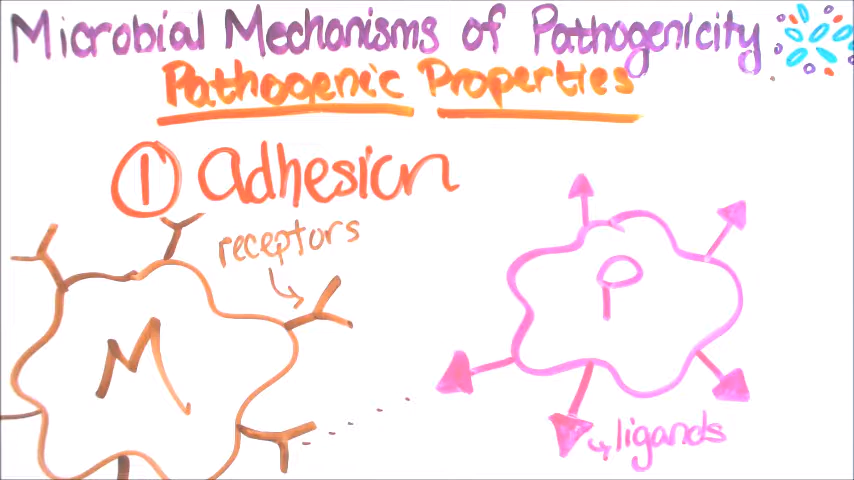 Microbial Mechanisms of Pathogenicity
Pathogenic Properties
1 adhesion
receptors
M
P
ligands